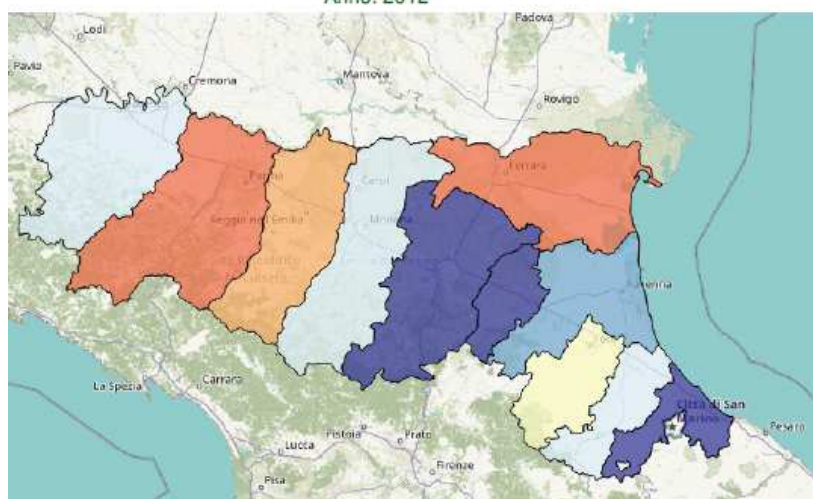 Anno: 2012
Padova
Lodi
Pavia
Cremona
Mantova
Rovigo
Parma
Ferrara
Carpi
Reggio nell'Emilia
Modena
Ravenna
La Spezia
Carrara
Città di San
Marino
Pesaro
Pistoia
Prato
Lucca
Firenze
Pisa